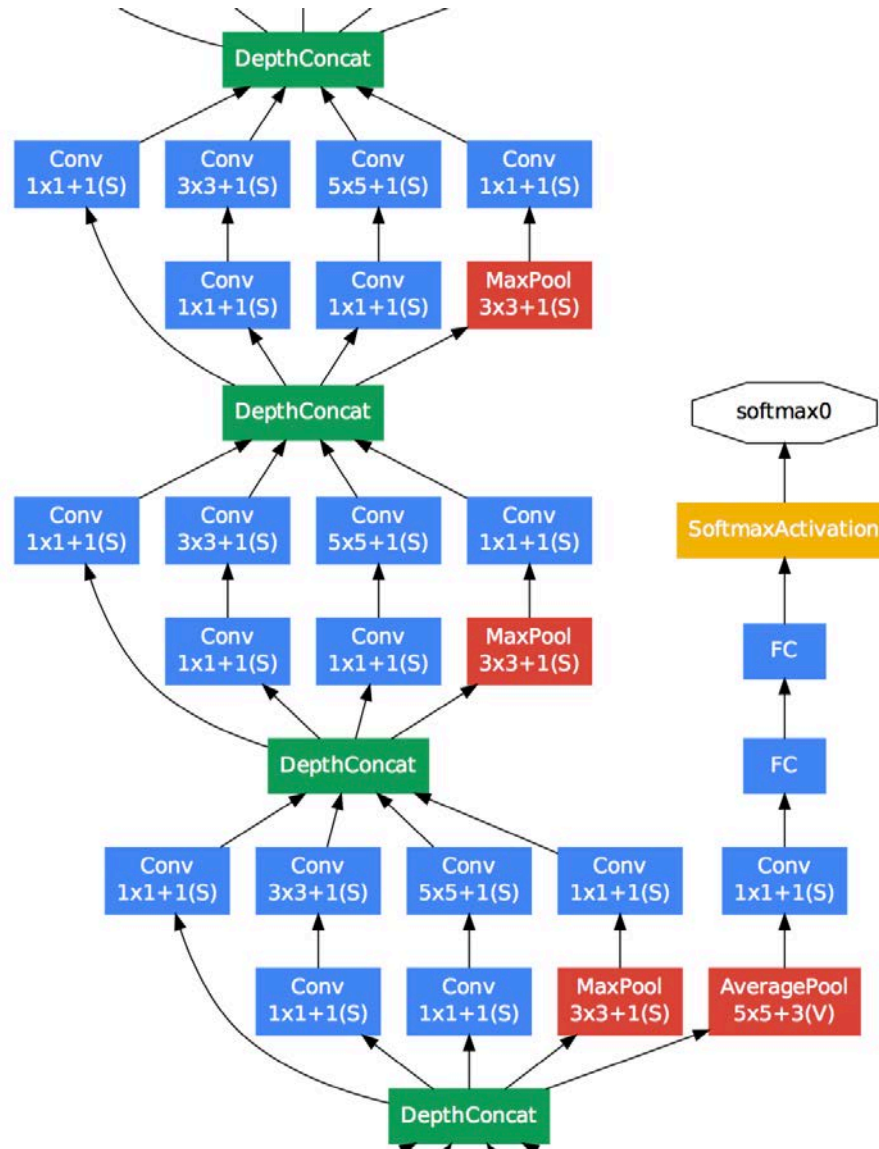 DepthConcat
Conv
1x1+1(S)
Conv
3x3+1(S)
Conv
5x5+1(S)
Conv
1x1+1(S)
Conv
1x1+1(S)
Conv
1x1+1(S)
MaxPool
3x3+1(S)
DepthConcat
softmax0
Conv
1x1+1(S)
Conv
3x3+1(S)
Conv
5x5+1(S)
Conv
1x1+1(S)
SoftmaxActivation
Conv
1x1+1(S)
Conv
1x1+1(S)
MaxPool
3x3+1(S)
FC
DepthConcat
FC
Conv
1x1+1(S)
Conv
3x3+1(S)
Conv
5x5+1(S)
Conv
1x1+1(S)
Conv
1x1+1(S)
Conv
1x1+1(S)
Conv
1x1+1(S)
MaxPool
3x3+1(S)
AveragePool
5x5+3(V)
DepthConcat